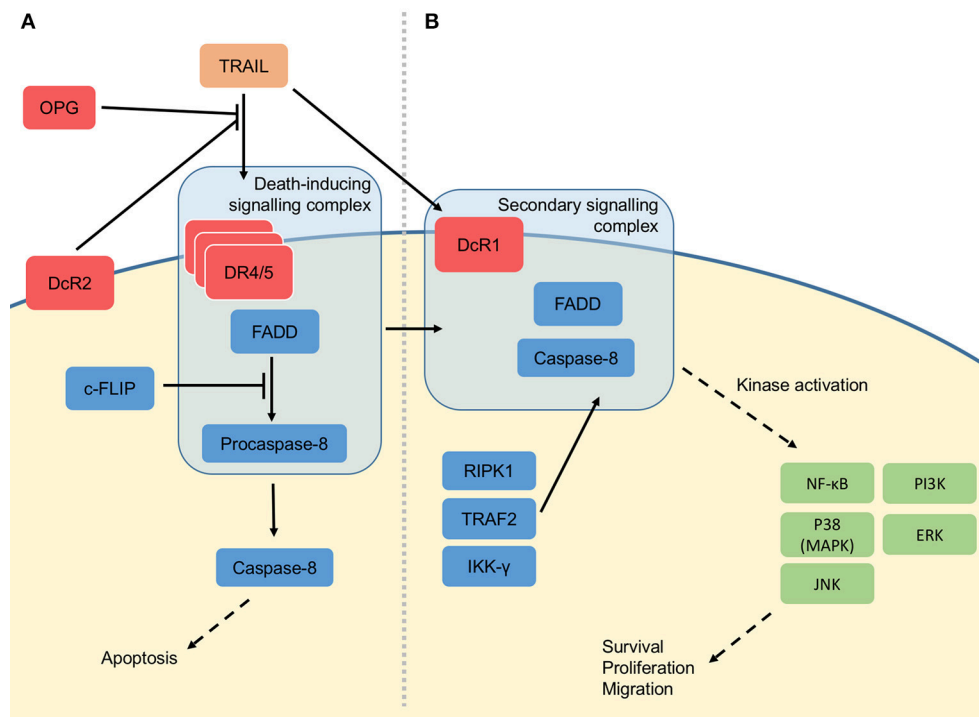 A
B
TRAIL
OPG
Death-inducing
signalling complex
DcR2
DR4/5
FADD
c-FLIP
Procaspase-8
Caspase-8
Apoptosis
Secondary signalling
complex
DcR1
FADD
Caspase-8
Kinase activation
RIPK1
TRAF2
IKK-γ
NF-κB
PI3K
P38
(MAPK)
ERK
JNK
Survival
Proliferation
Migration